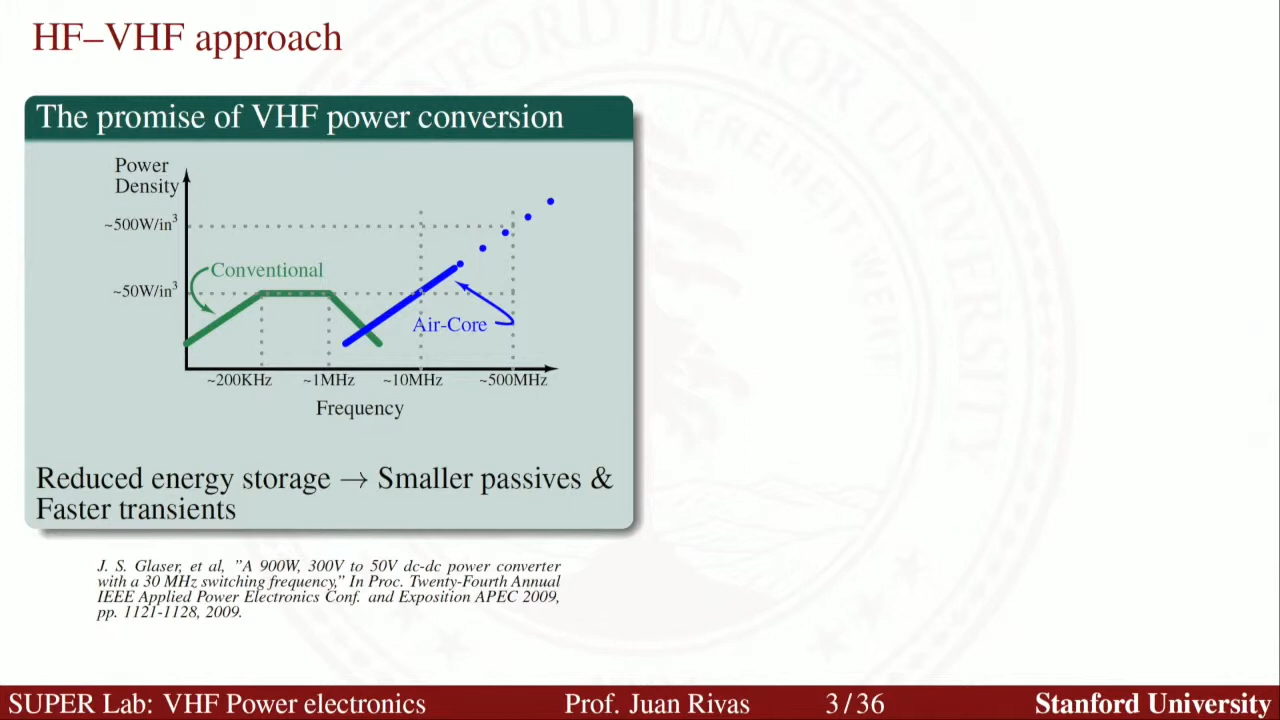 HF–VHF approach
The promise of VHF power conversion
Power
Density
~500W/in³
Conventional
~50W/in³
Air-Core
~200KHz ~1MHz ~10MHz ~500MHz
Frequency
Reduced energy storage → Smaller passives &
Faster transients
J. S. Glaser, et al, "A 900W, 300V to 50V dc-dc power converter
with a 30 MHz switching frequency," In Proc. Twenty-Fourth Annual
IEEE Applied Power Electronics Conf. and Exposition APEC 2009,
pp. 1121-1128, 2009.
SUPER Lab: VHF Power electronics Prof. Juan Rivas 3 / 36 Stanford University